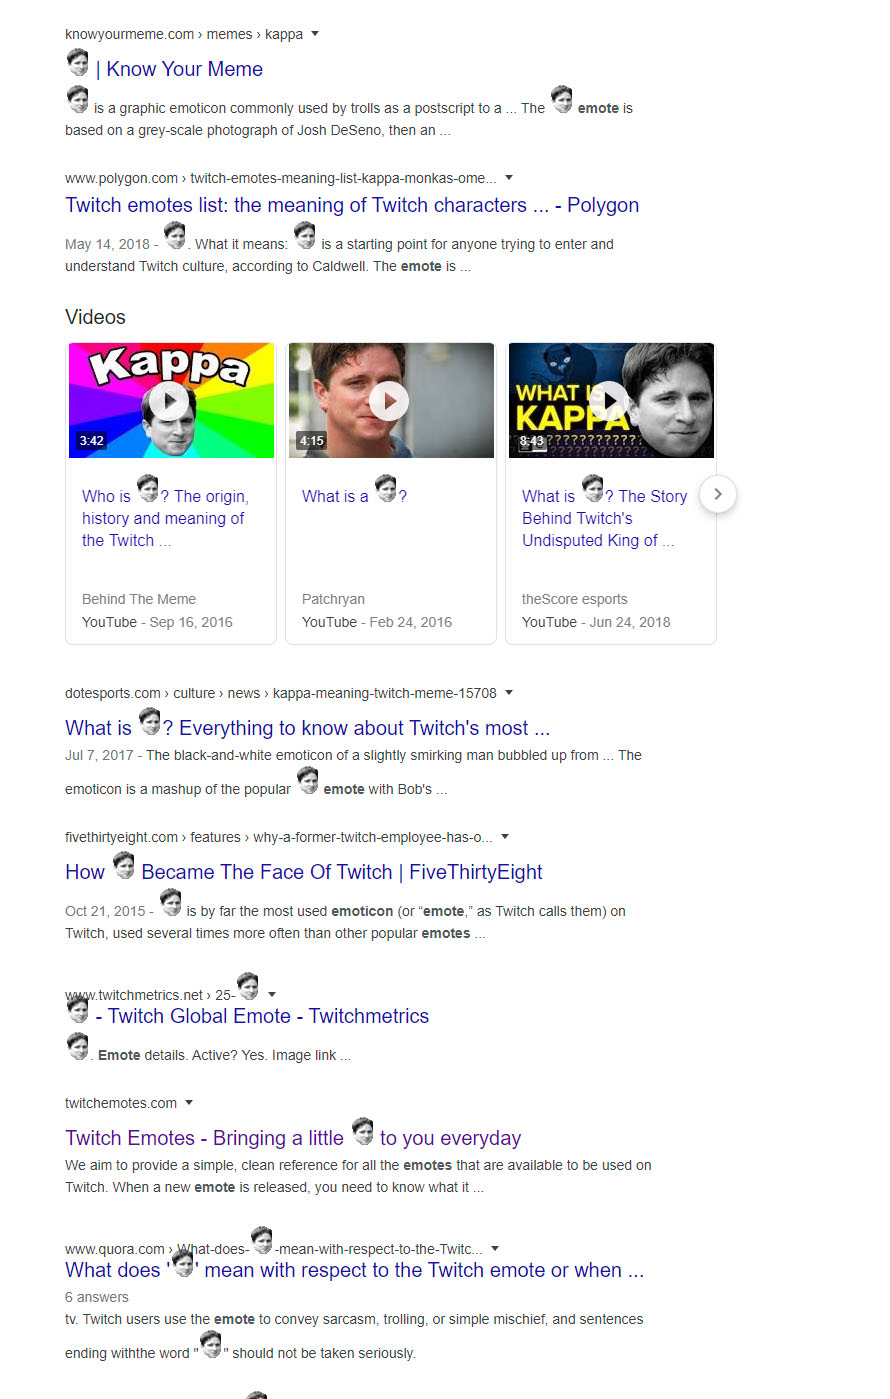 knowyourmeme.com › memes › kappa
| Know Your Meme
is a graphic emoticon commonly used by trolls as a postscript to a ... The emote is
based on a grey-scale photograph of Josh DeSeno, then an ...
www.polygon.com › twitch-emotes-meaning-list-kappa-monkas-ome...
Twitch emotes list: the meaning of Twitch characters ... - Polygon
May 14, 2018 - . What it means: is a starting point for anyone trying to enter and
understand Twitch culture, according to Caldwell. The emote is ...
Videos
Kappa
3:42
Who is ? The origin,
history and meaning of
the Twitch ...
Behind The Meme
YouTube - Sep 16, 2016
4:15
What is a ?
Patchryan
YouTube - Feb 24, 2016
WHAT IS
KAPPA
????????????
8:43
What is ? The Story
Behind Twitch's
Undisputed King of ...
theScore esports
YouTube - Jun 24, 2018
dotesports.com › culture › news › kappa-meaning-twitch-meme-15708
What is ? Everything to know about Twitch's most ...
Jul 7, 2017 - The black-and-white emoticon of a slightly smirking man bubbled up from ... The
emoticon is a mashup of the popular emote with Bob's ...
fivethirtyeight.com › features › why-a-former-twitch-employee-has-o...
How Became The Face Of Twitch | FiveThirtyEight
Oct 21, 2015 - is by far the most used emoticon (or “emote,” as Twitch calls them) on
Twitch, used several times more often than other popular emotes ...
www.twitchmetrics.net › 25-
- Twitch Global Emote - Twitchmetrics
. Emote details. Active? Yes. Image link ...
twitchemotes.com
Twitch Emotes - Bringing a little to you everyday
We aim to provide a simple, clean reference for all the emotes that are available to be used on
Twitch. When a new emote is released, you need to know what it ...
www.quora.com › What-does- -mean-with-respect-to-the-Twitc...
What does ' ' mean with respect to the Twitch emote or when ...
6 answers
tv. Twitch users use the emote to convey sarcasm, trolling, or simple mischief, and sentences
ending withthe word " " should not be taken seriously.